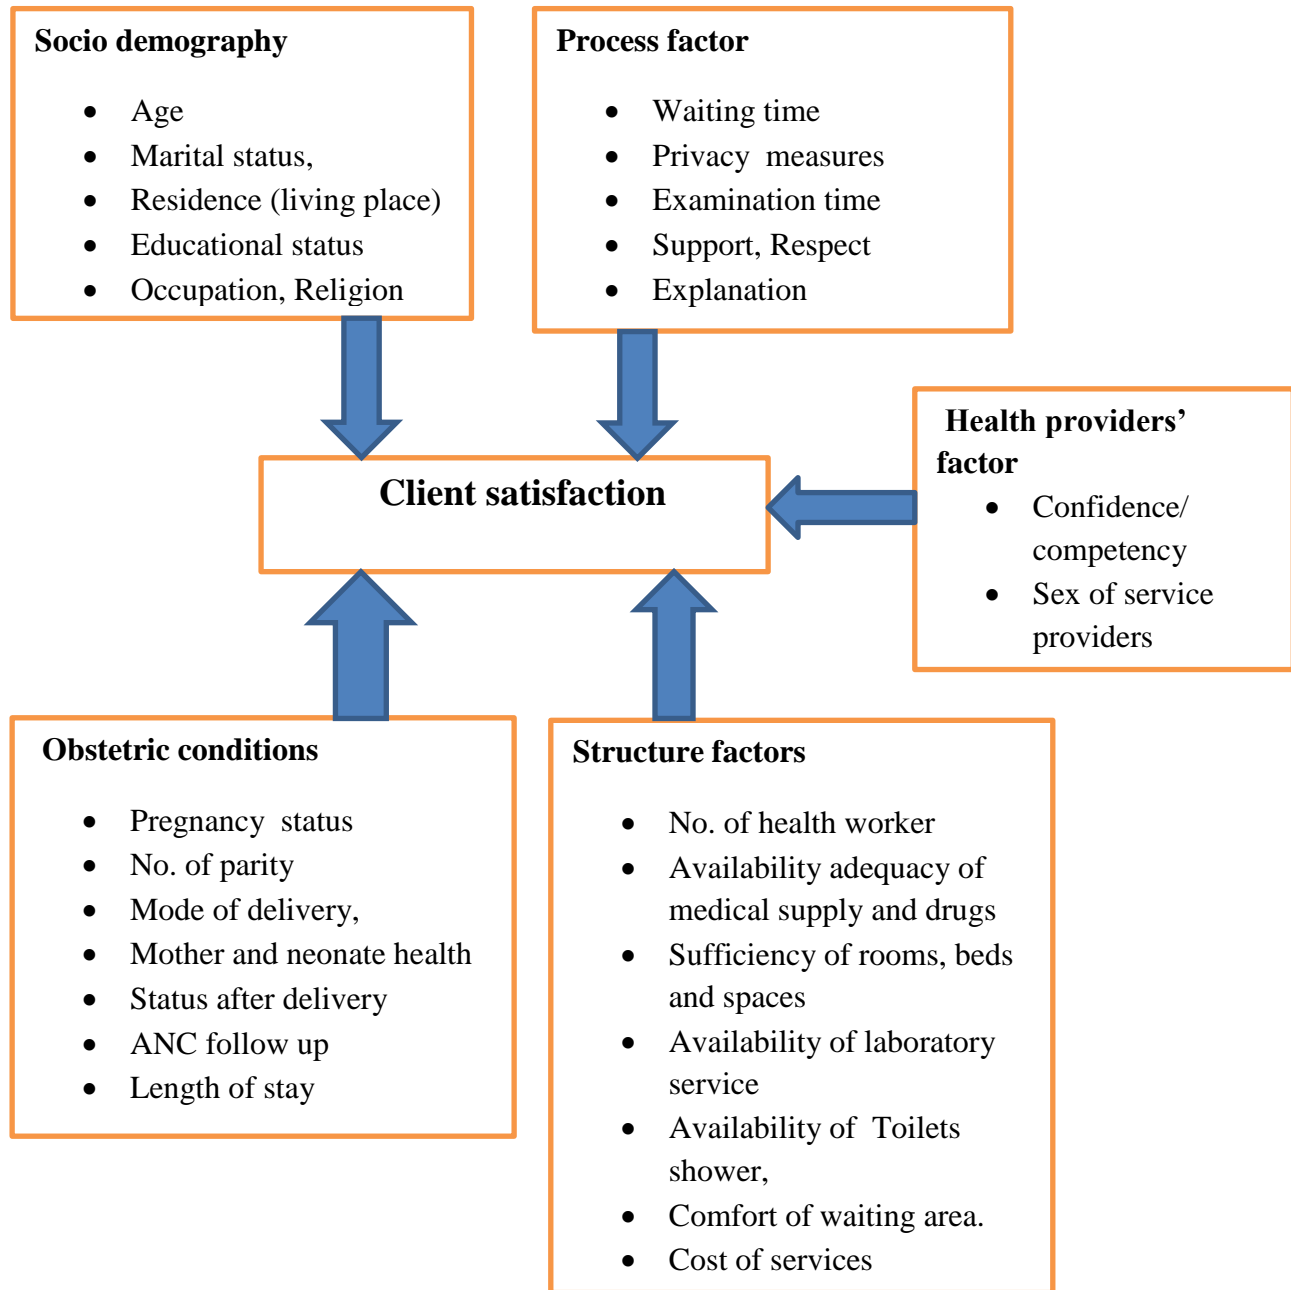 Socio demography
• Age
• Marital status,
• Residence (living place)
• Educational status
• Occupation, Religion
Process factor
• Waiting time
• Privacy measures
• Examination time
• Support, Respect
• Explanation
Health providers’
factor
• Confidence/
competency
• Sex of service
providers
Client satisfaction
Obstetric conditions
• Pregnancy status
• No. of parity
• Mode of delivery,
• Mother and neonate health
• Status after delivery
• ANC follow up
• Length of stay
Structure factors
• No. of health worker
• Availability adequacy of
medical supply and drugs
• Sufficiency of rooms, beds
and spaces
• Availability of laboratory
service
• Availability of Toilets
shower,
• Comfort of waiting area.
• Cost of services